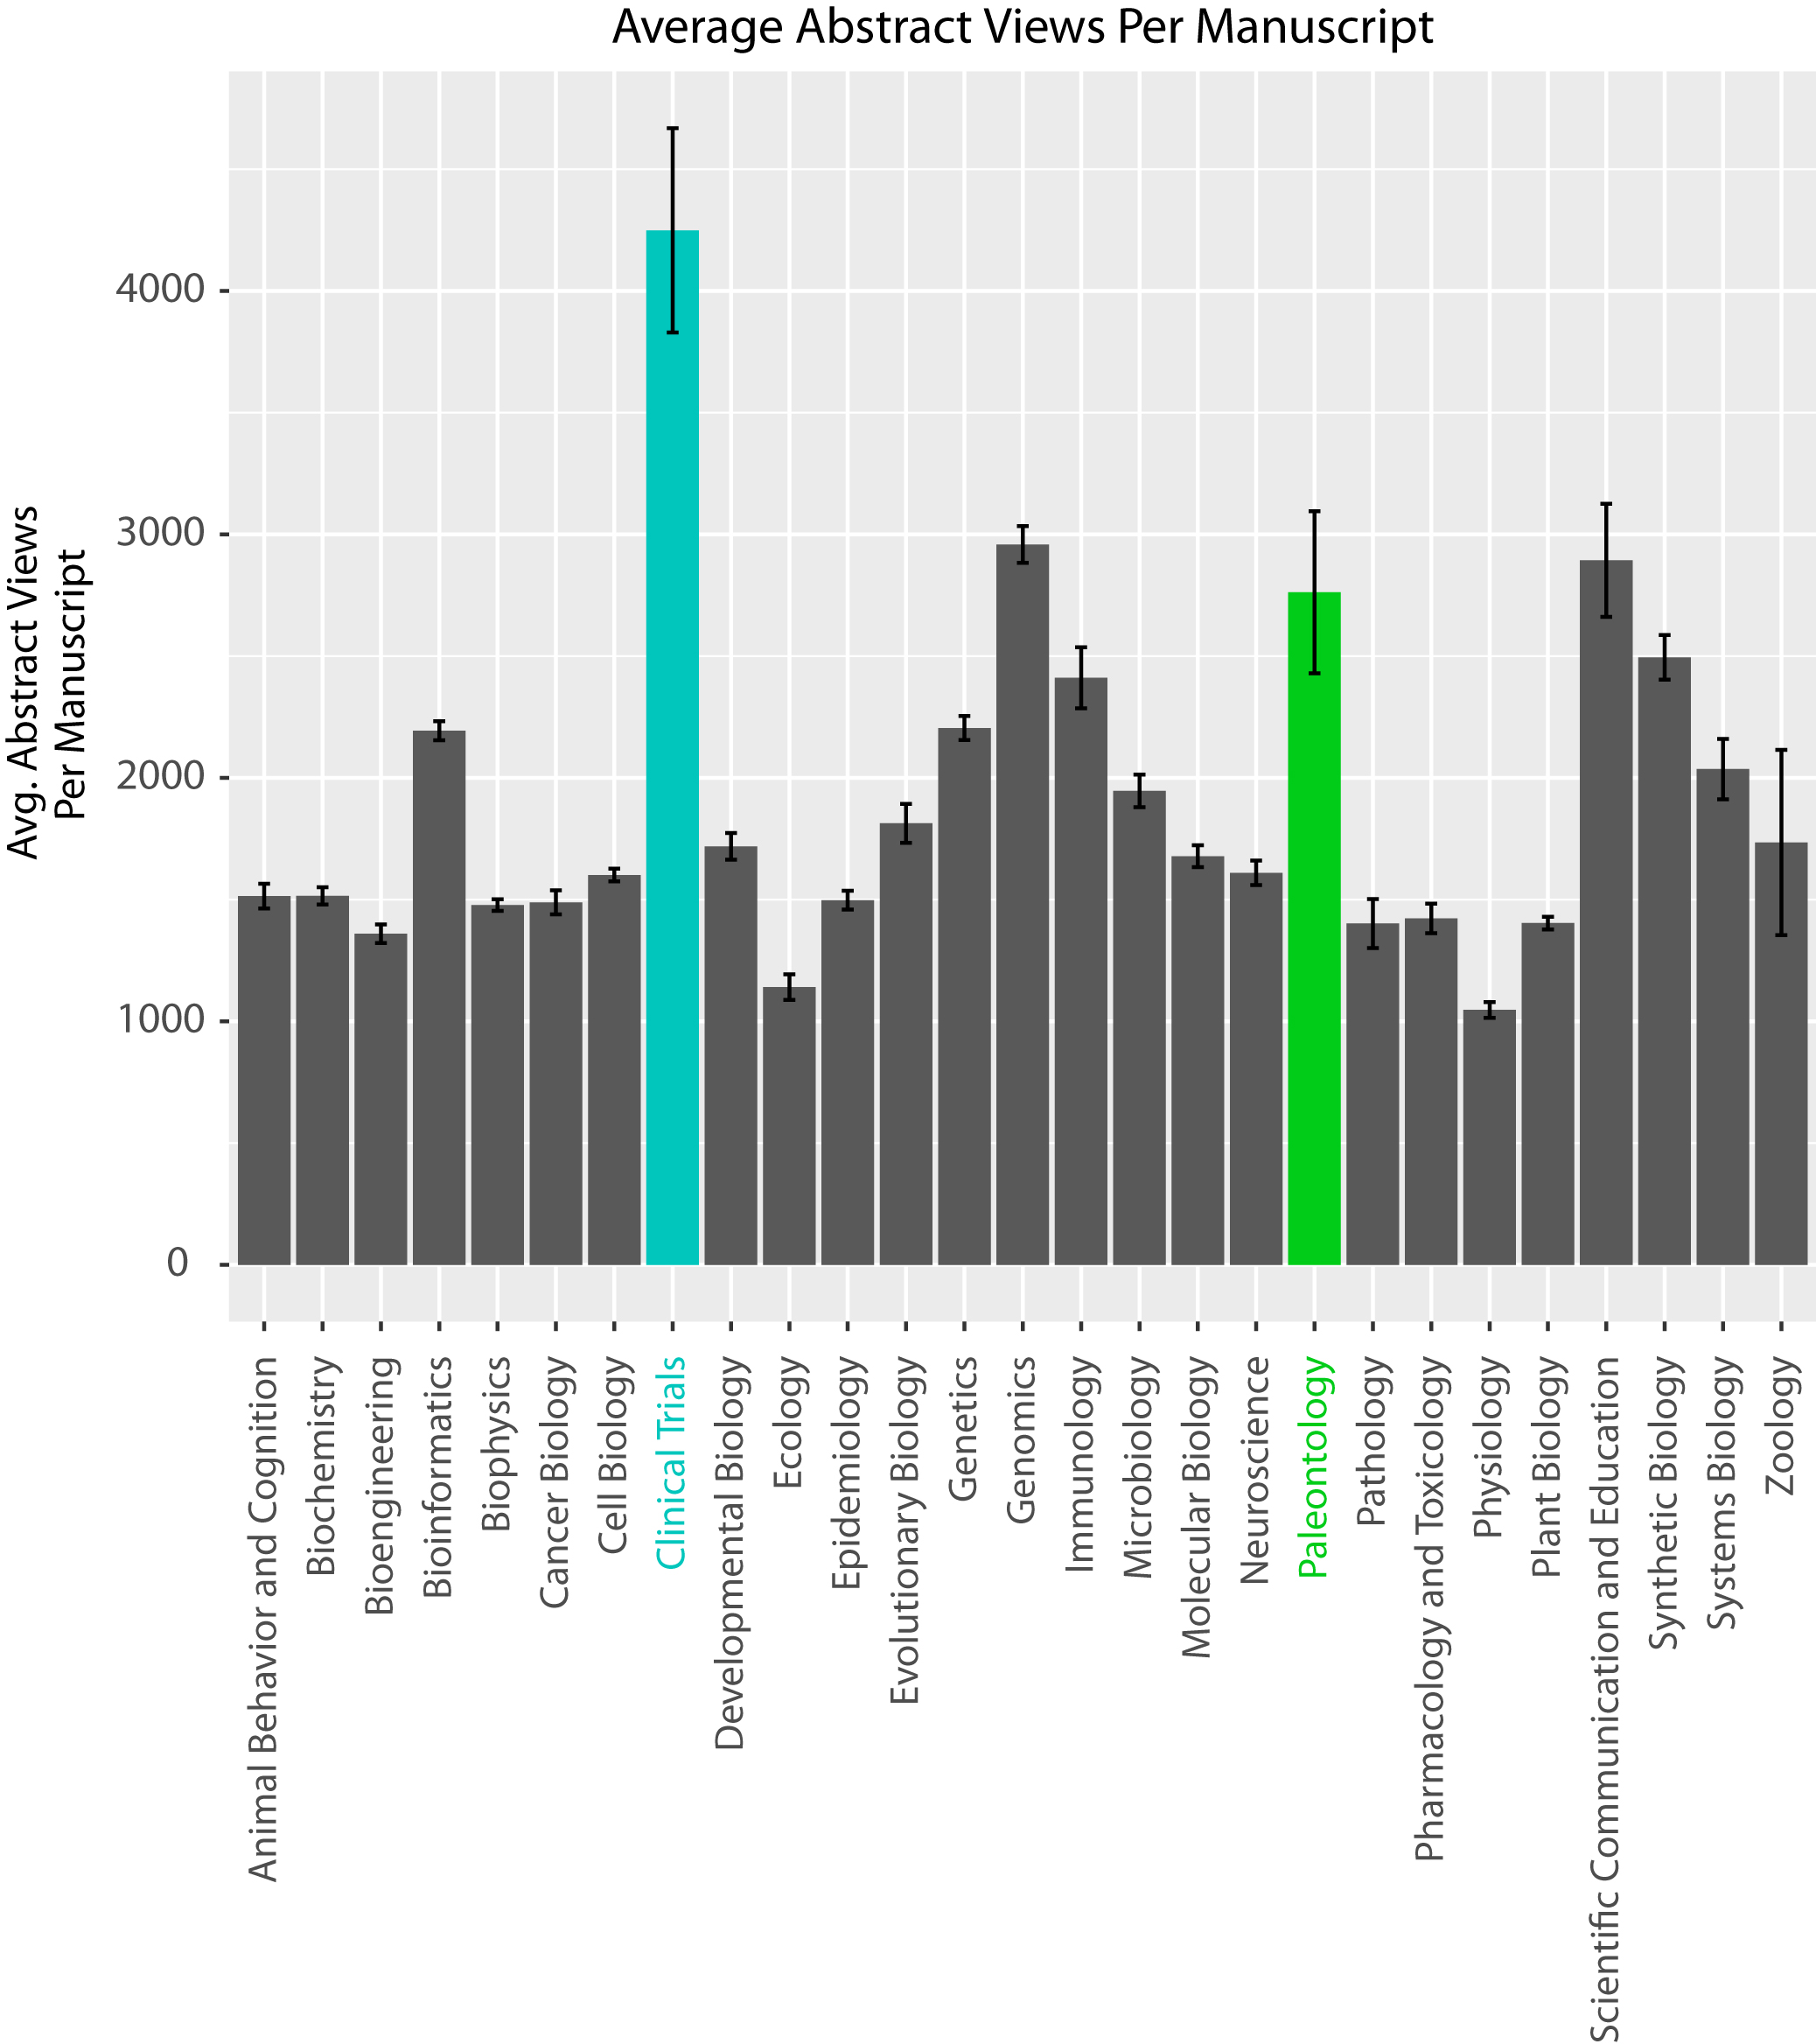 Average Abstract Views Per Manuscript
Avg. Abstract Views
Per Manuscript
4000
3000
2000
1000
0
Animal Behavior and Cognition
Biochemistry
Bioengineering
Bioinformatics
Biophysics
Cancer Biology
Cell Biology
Clinical Trials
Developmental Biology
Ecology
Epidemiology
Evolutionary Biology
Genetics
Genomics
Immunology
Microbiology
Molecular Biology
Neuroscience
Paleontology
Pathology
Pharmacology and Toxicology
Physiology
Plant Biology
Scientific Communication and Education
Synthetic Biology
Systems Biology
Zoology